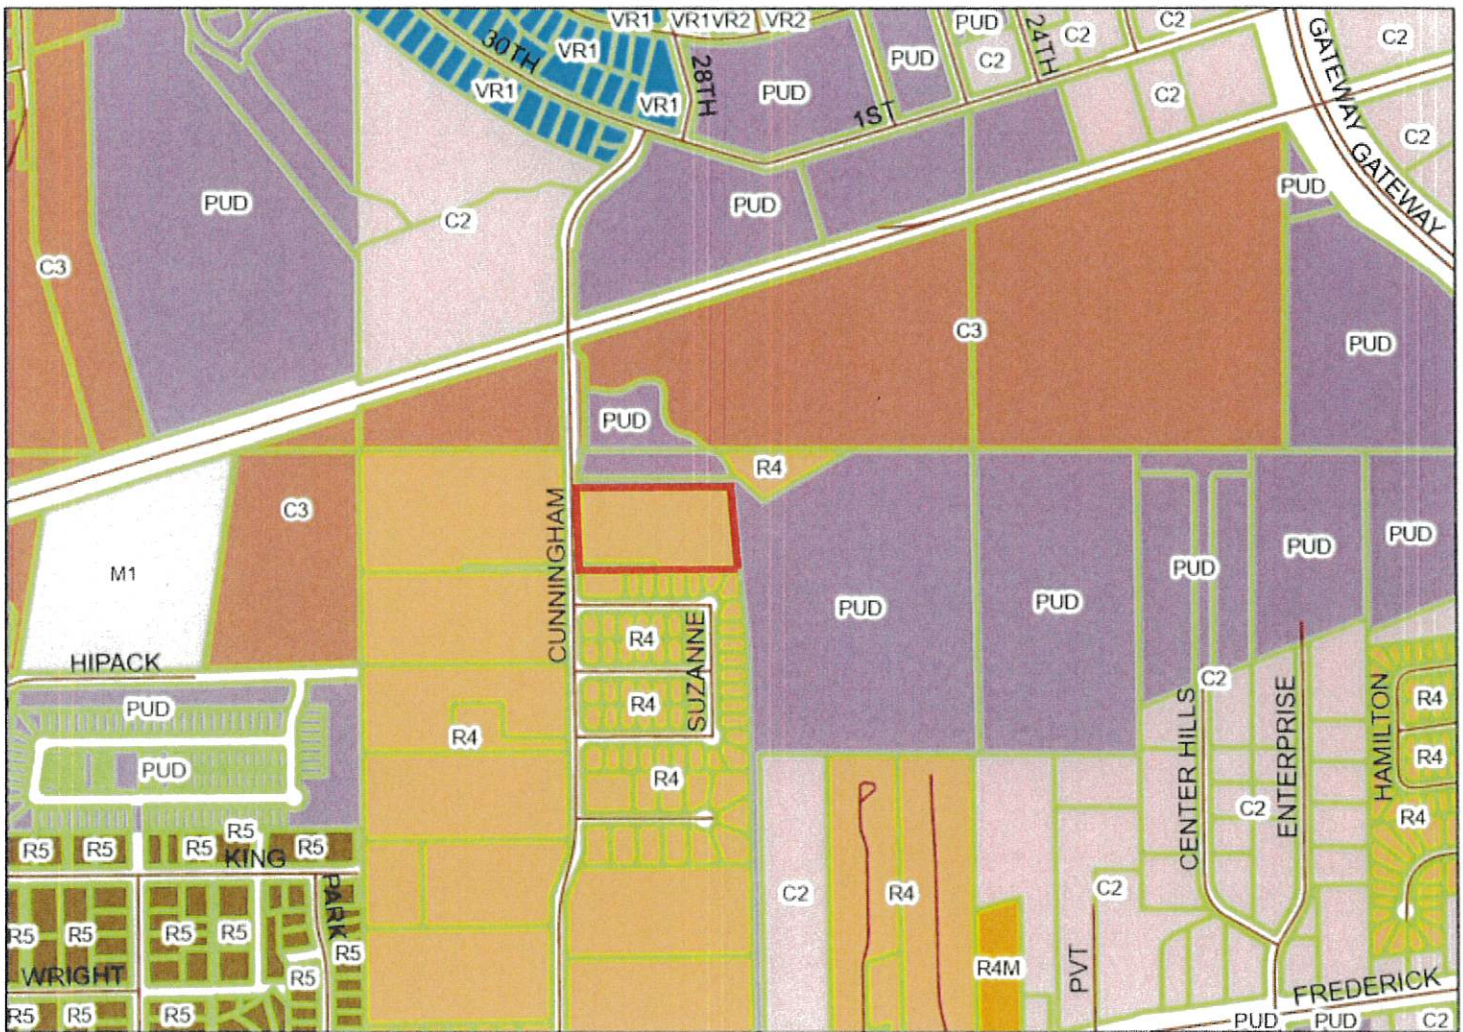 VR1
VR1
VR2
VR2
PUD
24TH
C2
C2
GATEWAY
C2
30TH
VR1
28TH
PUD
C2
VR1
VR1
PUD
1ST
C2
C2
GATEWAY
PUD
C2
PUD
PUD
C3
C3
PUD
PUD
R4
C3
CUNNINGHAM
M1
PUD
PUD
PUD
PUD
PUD
R4
SUZANNE
HIPACK
PUD
R4
R4
C2
CENTER HILLS
ENTERPRISE
HAMILTON
R4
R4
PUD
R4
C2
R4
R5
R5
R5
R5
R5
KING
PARK
C2
R4
C2
R5
R5
R5
R5
R5
WRIGHT
R5
R4M
PVT
FREDERICK
R5
R5
R5
PUD
PUD
C2